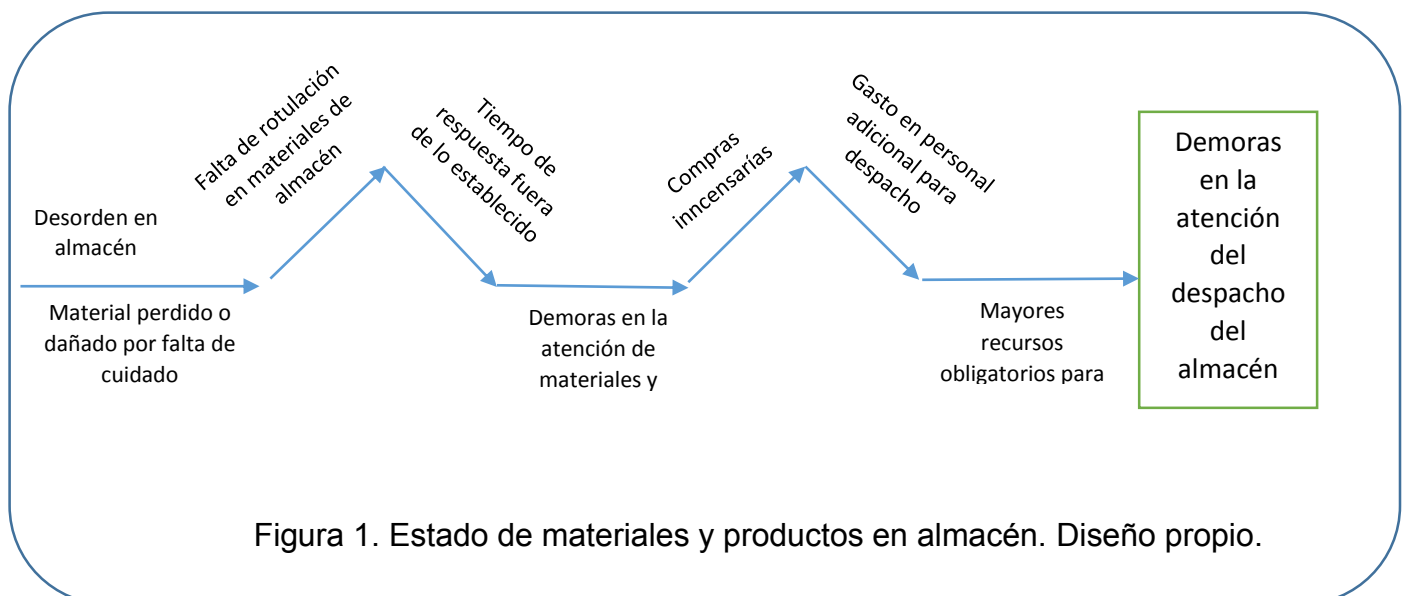 Desorden en
almacén
Material perdido o
dañado por falta de
cuidado
Falta de rotulación
en materiales de
almacén
Tiempo de
respuesta fuera
de lo establecido
Demoras en la
atención de
materiales y
Compras
inncensarías
Gasto en personal
adicional para
despacho
Mayores
recursos
obligatorios para
Demoras
en la
atención
del
despacho
del
almacén
Figura 1. Estado de materiales y productos en almacén. Diseño propio.